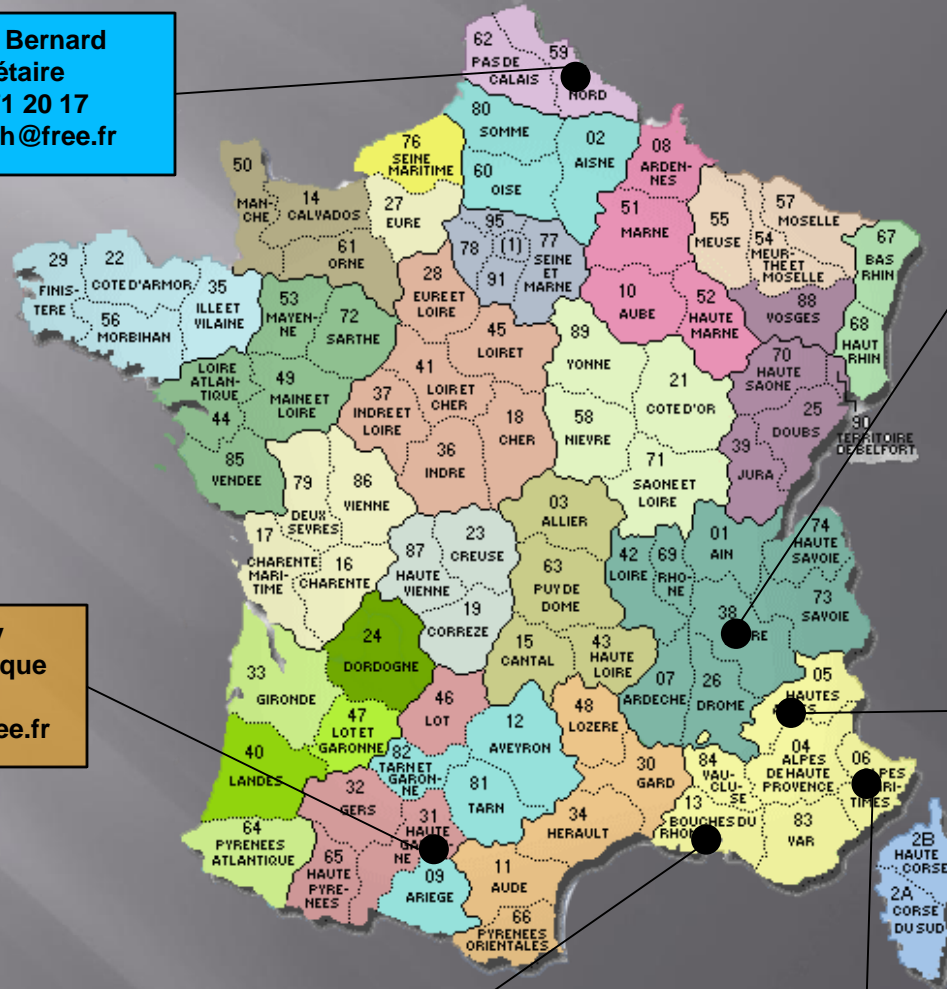 Bernard
20 17
h@free.fr
62
PAS DE
CALAIS
59
NORD
80
SOMME
02
AISNE
60
OISE
76
SEINE
MARITIME
27
EURE
08
ARDEN-
NES
51
MARNE
10
AUBE
52
HAUTE
MARNE
55
MEUSE
54
MEUR-
THE ET
MOSELLE
57
MOSELLE
88
VOSGES
67
BAS
RHIN
68
HAUT
RHIN
50
MAN-
CHE
14
CALVADOS
61
ORNE
95
78
(1)
91
77
SEINE
ET
MARNE
29
FINIS-
TERE
22
COTE D'ARMOR
56
MORBIHAN
35
ILLE ET
VILAINE
53
MAYEN-
NE
72
SARTHE
LOIRE
ATLAN-
TIQUE
44
49
MAINE ET
LOIRE
85
VENDEE
28
EURE ET
LOIRE
45
LOIRET
41
LOIR ET
CHER
37
INDRE ET
LOIRE
36
INDRE
18
CHER
89
YONNE
21
COTE D'OR
58
NIEVRE
71
SAONE ET
LOIRE
70
HAUTE
SAONE
25
DOUBS
39
JURA
90
TERRITOIRE
DE BELFORT
79
DEUX
SEVRES
86
VIENNE
17
CHARENTE
MARI-
TIME
16
CHARENTE
87
HAUTE
VIENNE
23
CREUSE
19
CORREZE
03
ALLIER
63
PUY DE
DOME
15
CANTAL
43
HAUTE
LOIRE
42
LOIRE
69
RHO-
NE
01
AIN
74
HAUTE
SAVOIE
73
SAVOIE
38
RE
07
ARDECHE
26
DROME
05
HAUTES
04
ALPES
DE HAUTE
PROVENCE
06
TIMES
84
VAU-
CLU-
SE
13
BOUCHES DU
RHON
83
VAR
que
ee.fr
33
GIRONDE
24
DORDOGNE
47
LOT ET
GARONNE
46
LOT
40
LANDES
82
TARN ET
GARON-
NE
12
AVEYRON
81
TARN
48
LOZERE
30
GARD
34
HERAULT
32
GERS
31
HAUTE
GA
NE
64
PYRENEES
ATLANTIQUE
65
HAUTE
PYRE-
NEES
09
ARIEGE
11
AUDE
66
PYRENEES
ORIENTALES
2B
HAUTE
CORSE
2A
CORSE
DU SUD